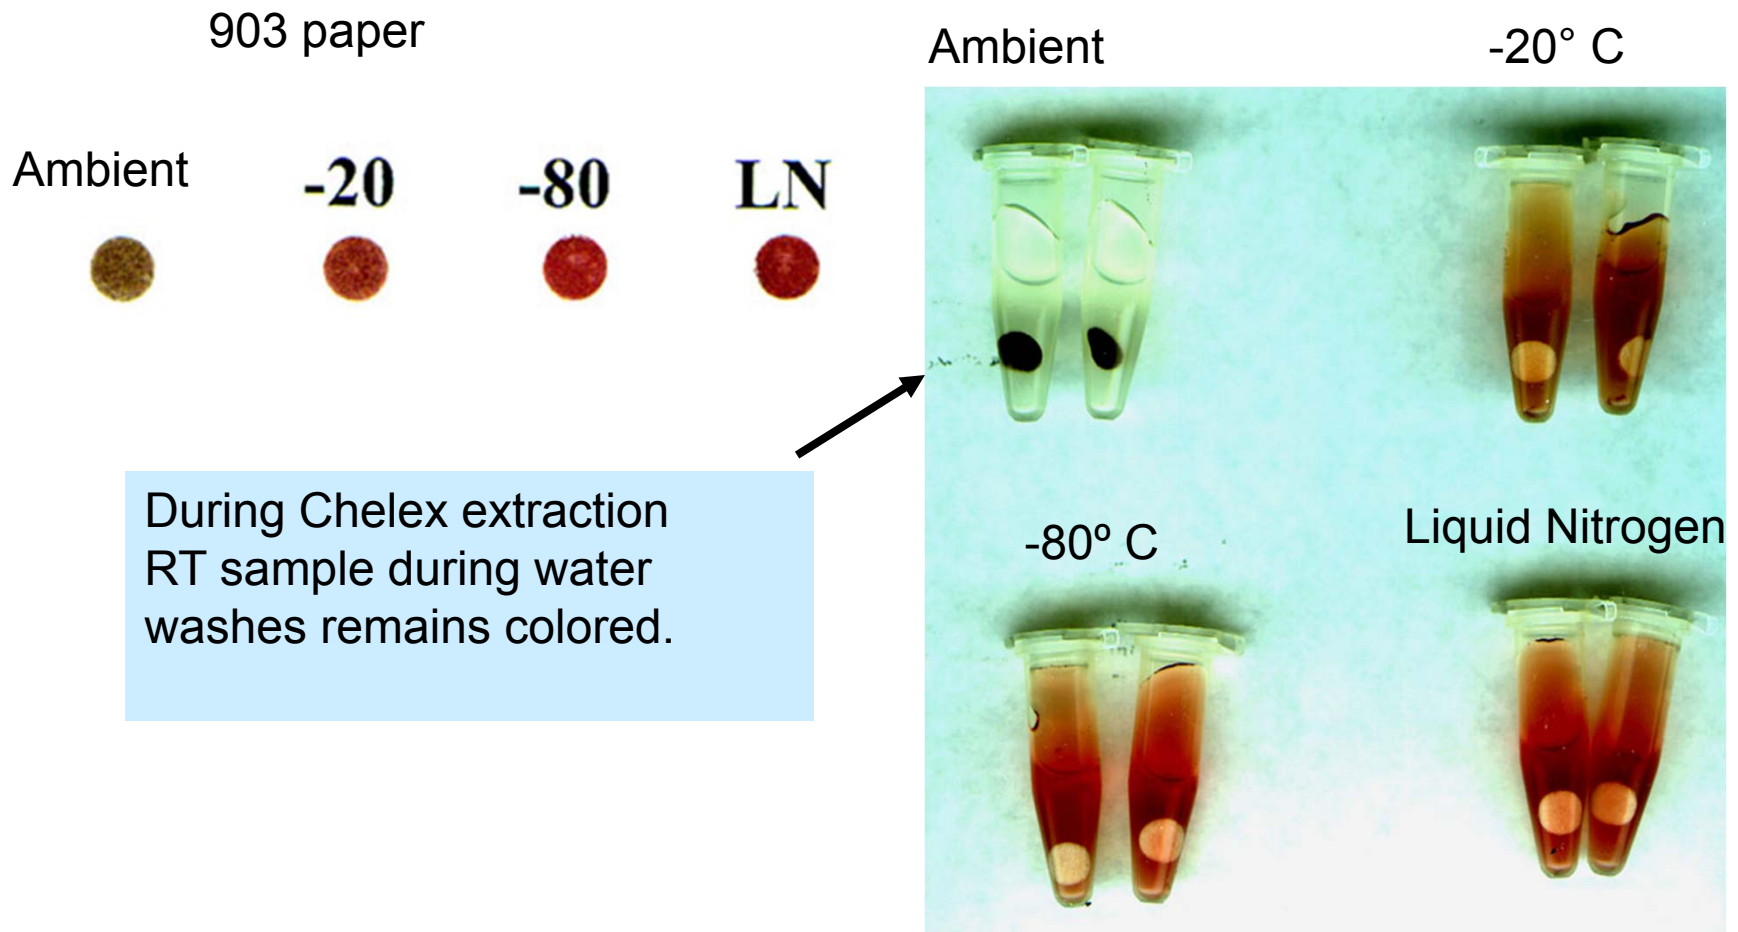 903 paper
Ambient
-20
-80
LN
During Chelex extraction
RT sample during water
washes remains colored.
Ambient
-20° C
-80º C
Liquid Nitrogen